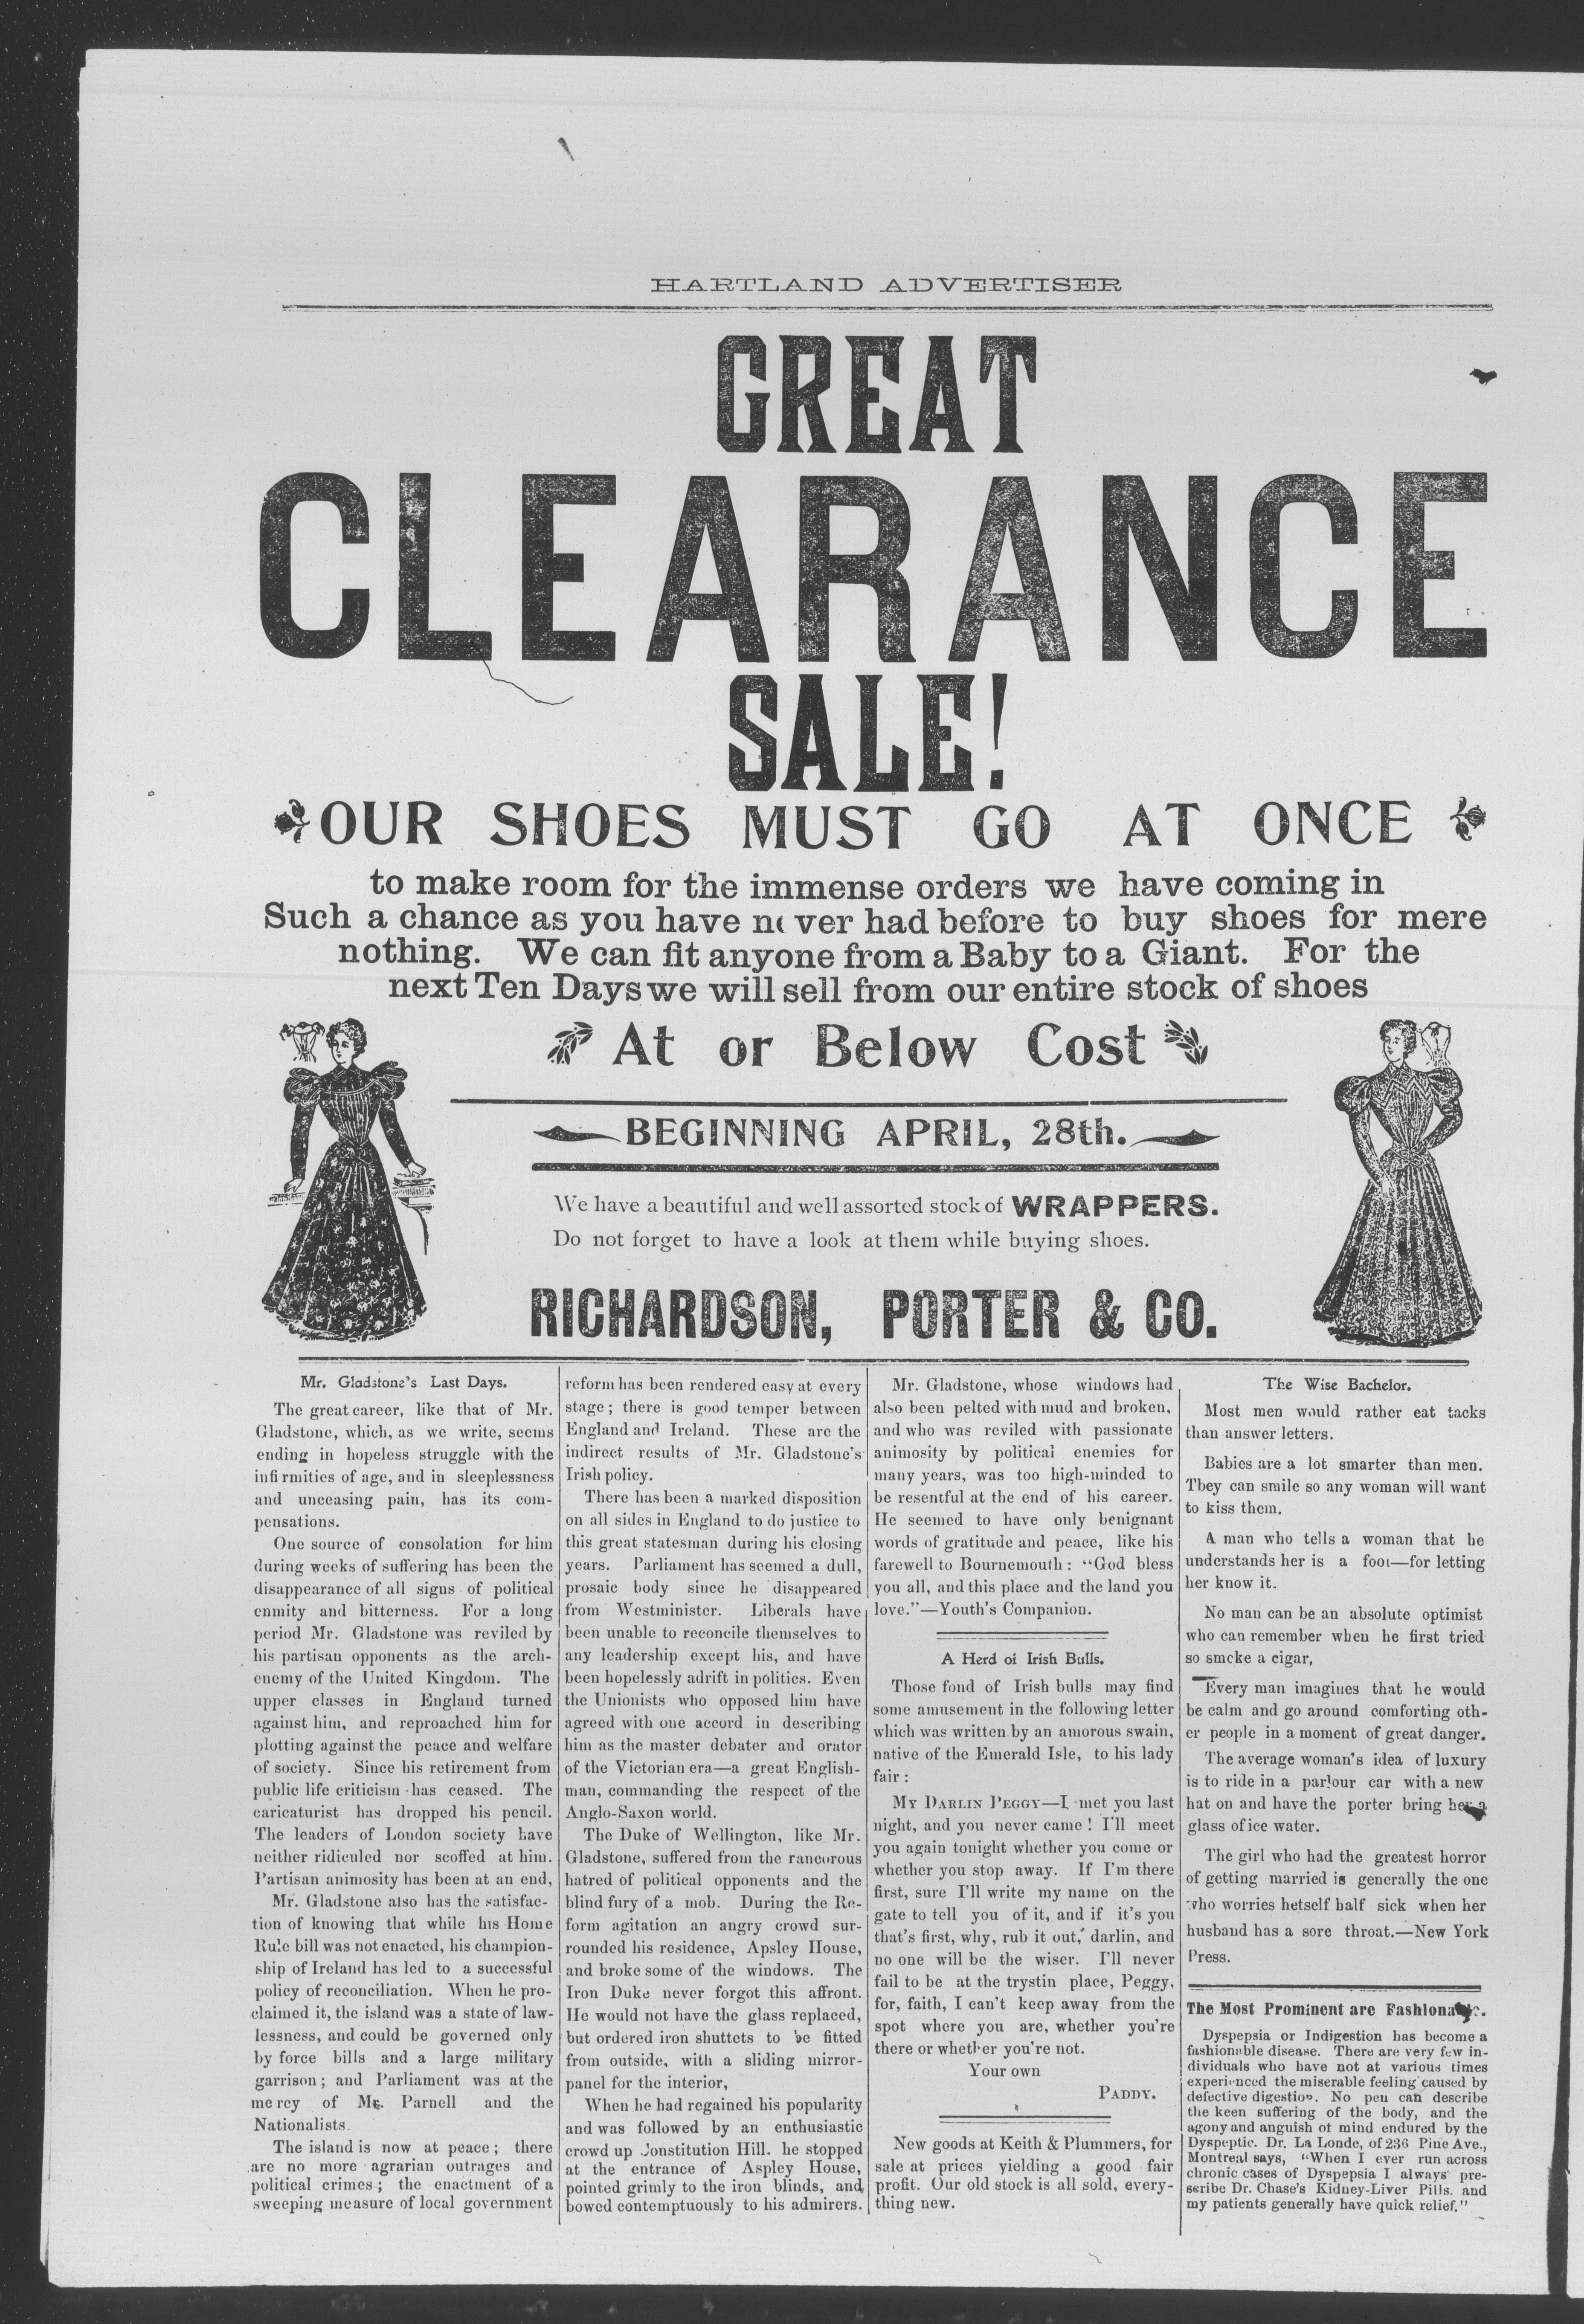 HARTLAND ADVERTISER
GREAT
CLEARANCE
SALE!
OUR SHOES MUST GO AT ONCE
to make room for the immense orders we have coming in
Such a chance as you have never had before to buy shoes for mere
nothing. We can fit anyone from a Baby to a Giant. For the
next Ten Days we will sell from our entire stock of shoes
At or Below Cost
BEGINNING APRIL, 28th.
We have a beautiful and well assorted stock of WRAPPERS.
Do not forget to have a look at them while buying shoes.
RICHARDSON, PORTER & CO.
Mr. Gladstone's Last Days.
The great career, like that of Mr.
Gladstone, which, as we write, seems
ending in hopeless struggle with the
infirmities of age, and in sleeplessness
and unceasing pain, has its com-
pensations.
One source of consolation for him
during weeks of suffering has been the
disappearance of all signs of political
enmity and bitterness. For a long
period Mr. Gladstone was reviled by
his partisan opponents as the arch-
enemy of the United Kingdom. The
upper classes in England turned
against him, and reproached him for
plotting against the peace and welfare
of society. Since his retirement from
public life criticism has ceased. The
caricaturist has dropped his pencil.
The leaders of London society have
neither ridiculed nor scoffed at him.
Partisan animosity has been at an end,
Mr. Gladstone also has the satisfac-
tion of knowing that while his Home
Rule bill was not enacted, his champion-
ship of Ireland has led to a successful
policy of reconciliation. When he pro-
claimed it, the island was a state of law-
lessness, and could be governed only
by force bills and a large military
garrison; and Parliament was at the
mercy of Mr. Parnell and the
Nationalists.
The island is now at peace; there
are no more agrarian outrages and
political crimes; the enactment of a
sweeping measure of local government
reform has been rendered easy at every
stage; there is good temper between
England and Ireland. These are the
indirect results of Mr. Gladstone's
Irish policy.
There has been a marked disposition
on all sides in England to do justice to
this great statesman during his closing
years. Parliament has seemed a dull,
prosaic body since he disappeared
from Westminister. Liberals have
been unable to reconcile themselves to
any leadership except his, and have
been hopelessly adrift in politics. Even
the Unionists who opposed him have
agreed with one accord in describing
him as the master debater and orator
of the Victorian era—a great English-
man, commanding the respect of the
Anglo-Saxon world.
The Duke of Wellington, like Mr.
Gladstone, suffered from the rancorous
hatred of political opponents and the
blind fury of a mob. During the Re-
form agitation an angry crowd sur-
rounded his residence, Apsley House,
and broke some of the windows. The
Iron Duke never forgot this affront.
He would not have the glass replaced,
but ordered iron shuttets to be fitted
from outside, with a sliding mirror-
panel for the interior,
When he had regained his popularity
and was followed by an enthusiastic
crowd up Constitution Hill. he stopped
at the entrance of Aspley House,
pointed grimly to the iron blinds, and
bowed contemptuously to his admirers.
Mr. Gladstone, whose windows had
also been pelted with mud and broken,
and who was reviled with passionate
animosity by political enemies for
many years, was too high-minded to
be resentful at the end of his career.
He seemed to have only benignant
words of gratitude and peace, like his
farewell to Bournemouth: "God bless
you all, and this place and the land you
love."—Youth's Companion.
A Herd of Irish Bulls.
Those fond of Irish bulls may find
some amusement in the following letter
which was written by an amorous swain,
native of the Emerald Isle, to his lady
fair:
MY DARLIN PEGGY—I met you last
night, and you never came! I'll meet
you again tonight whether you come or
whether you stop away. If I'm there
first, sure I'll write my name on the
gate to tell you of it, and if it's you
that's first, why, rub it out, darlin, and
no one will be the wiser. I'll never
fail to be at the trystin place, Peggy,
for, faith, I can't keep away from the
spot where you are, whether you're
there or whether you're not.
Your own
PADDY.
New goods at Keith & Plummers, for
sale at prices yielding a good fair
profit. Our old stock is all sold, every-
thing new.
The Wise Bachelor.
Most men would rather eat tacks
than answer letters.
Babies are a lot smarter than men.
They can smile so any woman will want
to kiss them.
A man who tells a woman that he
understands her is a fool—for letting
her know it.
No man can be an absolute optimist
who can remember when he first tried
so smoke a cigar,
Every man imagines that he would
be calm and go around comforting oth-
er people in a moment of great danger.
The average woman's idea of luxury
is to ride in a parlour car with a new
hat on and have the porter bring her a
glass of ice water.
The girl who had the greatest horror
of getting married is generally the one
who worries hetself half sick when her
husband has a sore throat.—New York
Press.
The Most Prominent are Fashionable.
Dyspepsia or Indigestion has become a
fashionable disease. There are very few in-
dividuals who have not at various times
experienced the miserable feeling caused by
defective digestion. No pen can describe
the keen suffering of the body, and the
agony and anguish of mind endured by the
Dyspeptic. Dr. La Londe, of 236 Pine Ave.,
Montreal says, "When I ever run across
chronic cases of Dyspepsia I always pre-
scribe Dr. Chase's Kidney-Liver Pills. and
my patients generally have quick relief."